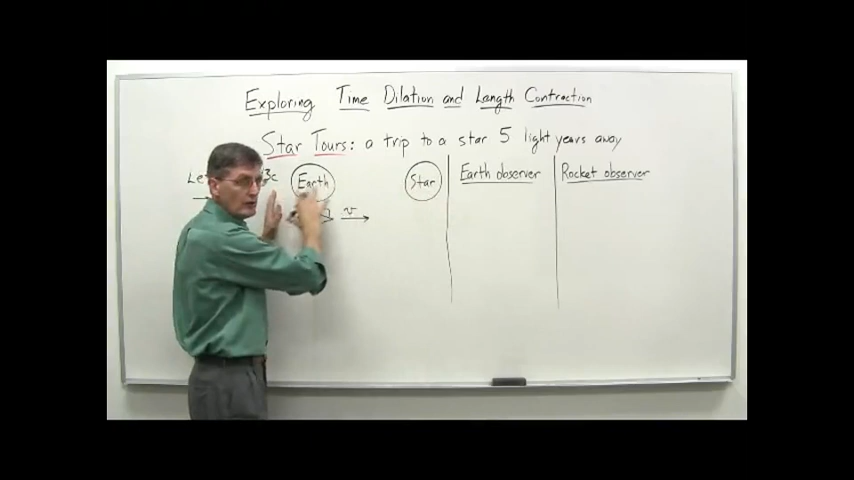 Exploring Time Dilation and Length Contraction
Star Tours: a trip to a star 5 light years away
Earth Star Earth observer Rocket observer
v